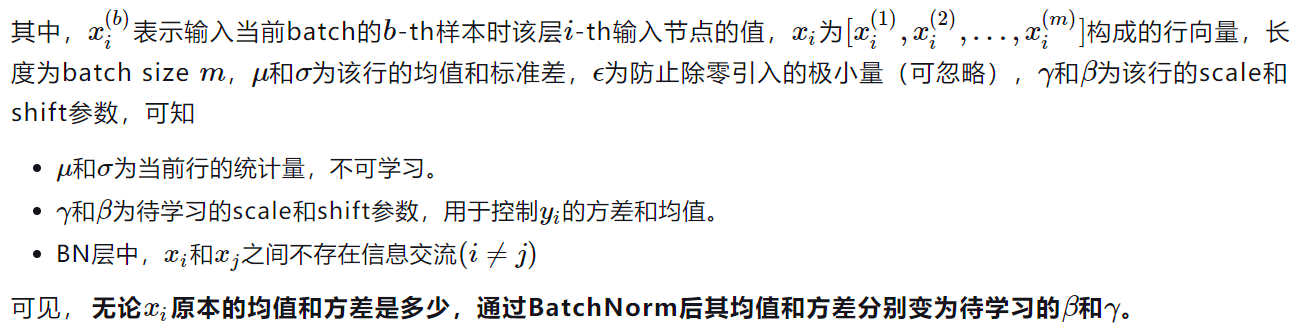 其中，$x_i^{(b)}$表示输入当前batch的$b$-th样本时该层$i$-th输入节点的值，$x_i$为$[x_i^{(1)}, x_i^{(2)}, \ldots, x_i^{(m)}]$构成的行向量，长
度为batch size $m$，$\mu$和$\sigma$为该行的均值和标准差，$\epsilon$为防止除零引入的极小量（可忽略），$\gamma$和$\beta$为该行的scale和
shift参数，可知
• $\mu$和$\sigma$为当前行的统计量，不可学习。
• $\gamma$和$\beta$为待学习的scale和shift参数，用于控制$y_i$的方差和均值。
• BN层中，$x_i$和$x_j$之间不存在信息交流$(i \neq j)$
可见，无论$x_i$原本的均值和方差是多少，通过BatchNorm后其均值和方差分别变为待学习的$\beta$和$\gamma$。